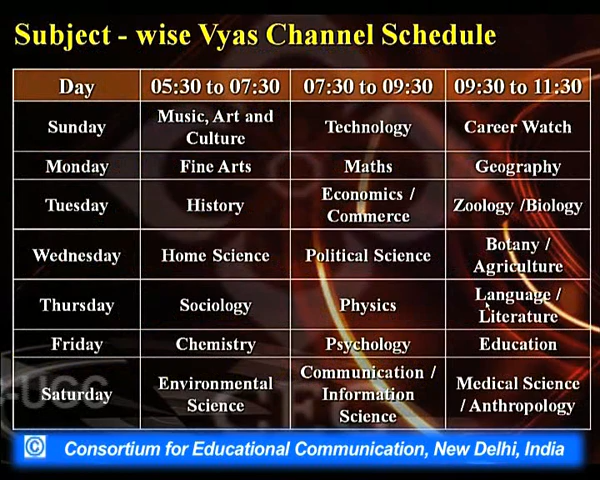 Subject - wise Vyas Channel Schedule
Day 05:30 to 07:30 07:30 to 09:30 09:30 to 11:30
Sunday Music, Art and Culture Technology Career Watch
Monday Fine Arts Maths Geography
Tuesday History Economics / Commerce Zoology /Biology
Wednesday Home Science Political Science Botany / Agriculture
Thursday Sociology Physics Language / Literature
Friday Chemistry Psychology Education
Saturday Environmental Science Communication / Information Science Medical Science / Anthropology
-UGC
© Consortium for Educational Communication, New Delhi, India